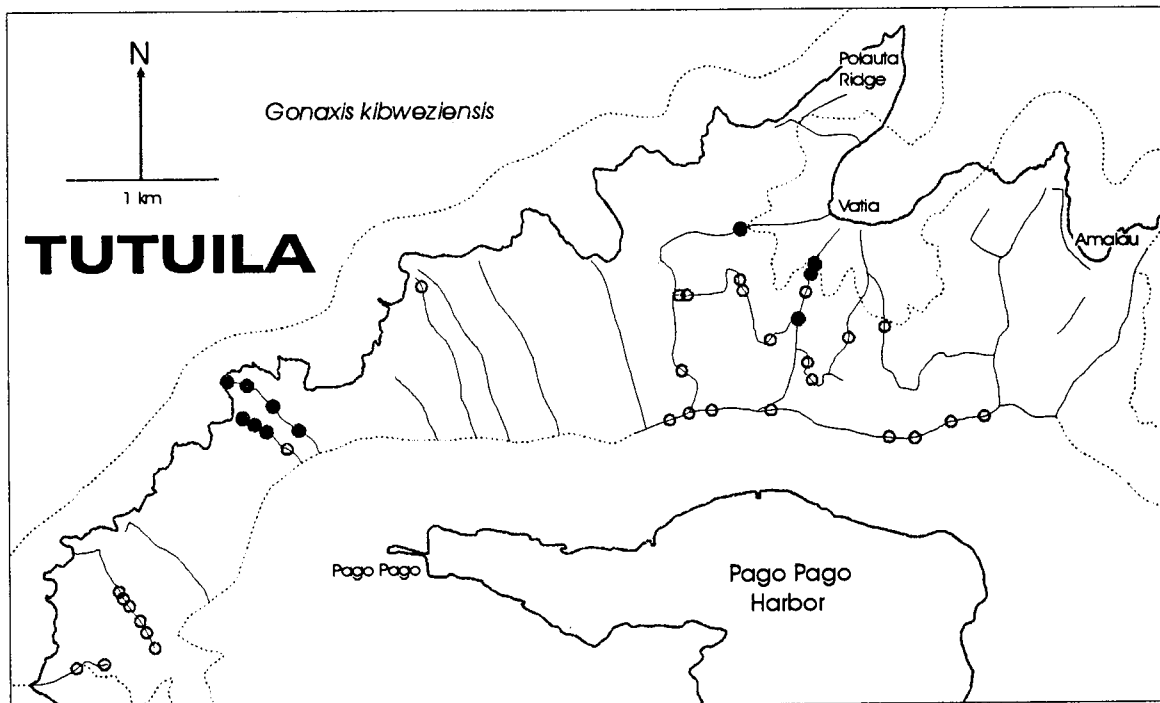 N
Gonaxis kibweziensis
1 km
TUTUILA
Polauta
Ridge
Vatia
Amalau
Pago Pago
Pago Pago
Harbor